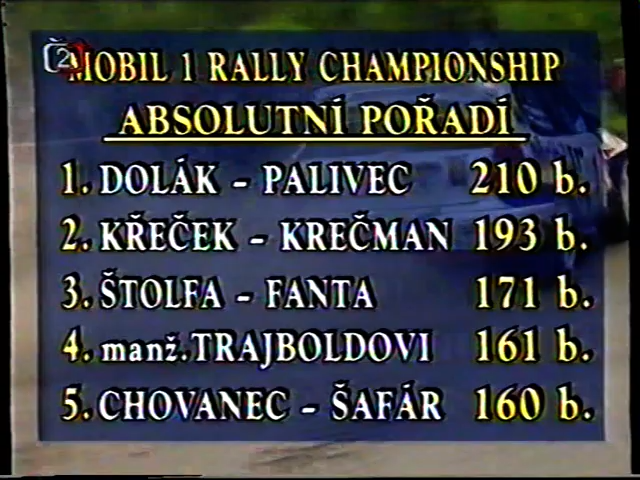 Č2
MOBIL 1 RALLY CHAMPIONSHIP
ABSOLUTNÍ POŘADÍ
1. DOLÁK - PALIVEC 210 b.
2. KŘEČEK - KREČMAN 193 b.
3. ŠTOLFA - FANTA 171 b.
4. manž. TRAJBOLDOVI 161 b.
5. CHOVANEC - ŠAFÁR 160 b.